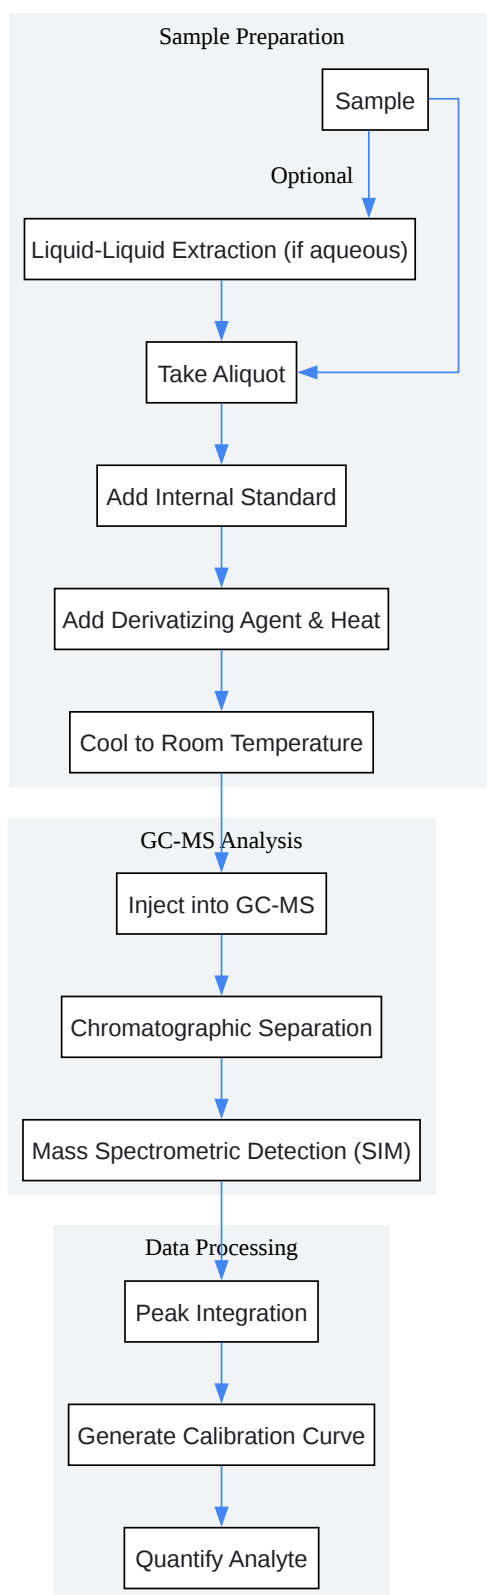 Sample Preparation
Sample
Optional
Liquid-Liquid Extraction (if aqueous)
Take Aliquot
Add Internal Standard
Add Derivatizing Agent & Heat
Cool to Room Temperature
GC-MS Analysis
Inject into GC-MS
Chromatographic Separation
Mass Spectrometric Detection (SIM)
Data Processing
Peak Integration
Generate Calibration Curve
Quantify Analyte